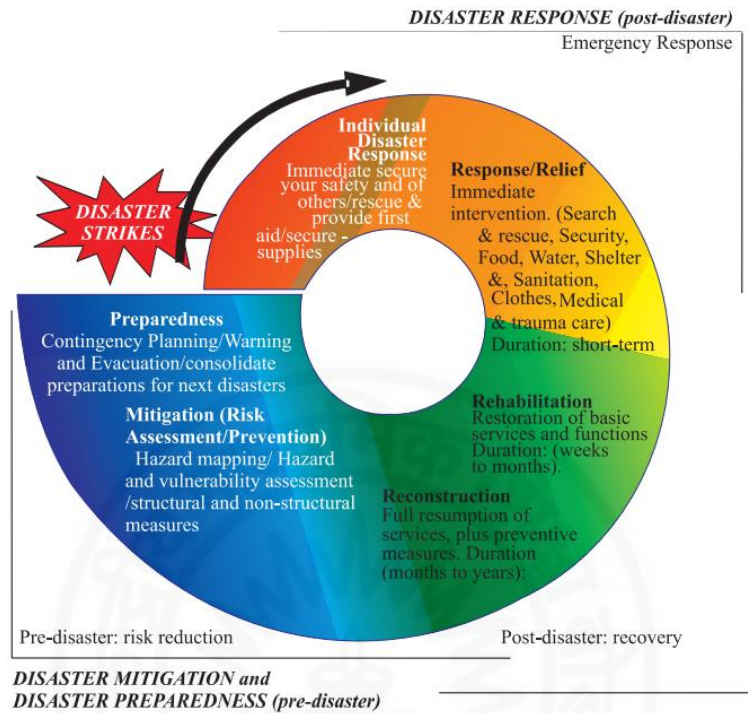 DISASTER RESPONSE (post-disaster)
Emergency Response
DISASTER
STRIKES
Individual
Disaster
Response
Immediate secure
your safety and of
others/rescue &
provide first
aid/secure -
supplies
Response/Relief
Immediate
intervention. (Search
& rescue, Security,
Food, Water, Shelter
&, Sanitation,
Clothes, Medical
& trauma care)
Duration: short-term
Rehabilitation
Restoration of basic
services and functions
Duration: (weeks
to months).
Reconstruction
Full resumption of
services, plus preventive
measures. Duration
(months to years):
Preparedness
Contingency Planning/Warning
and Evacuation/consolidate
preparations for next disasters
Mitigation (Risk
Assessment/Prevention)
Hazard mapping/ Hazard
and vulnerability assessment
/structural and non-structural
measures
Pre-disaster: risk reduction
Post-disaster: recovery
DISASTER MITIGATION and
DISASTER PREPAREDNESS (pre-disaster)